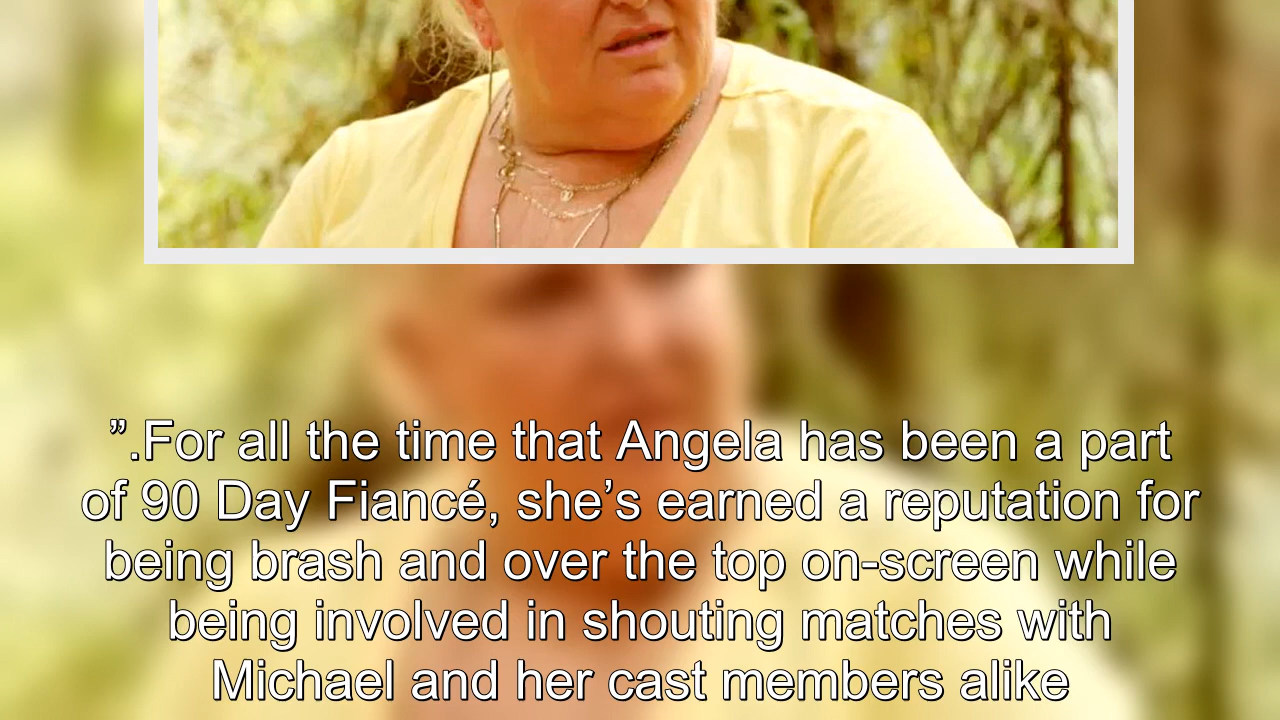 ”.For all the time that Angela has been a part
of 90 Day Fiancé, she’s earned a reputation for
being brash and over the top on-screen while
being involved in shouting matches with
Michael and her cast members alike